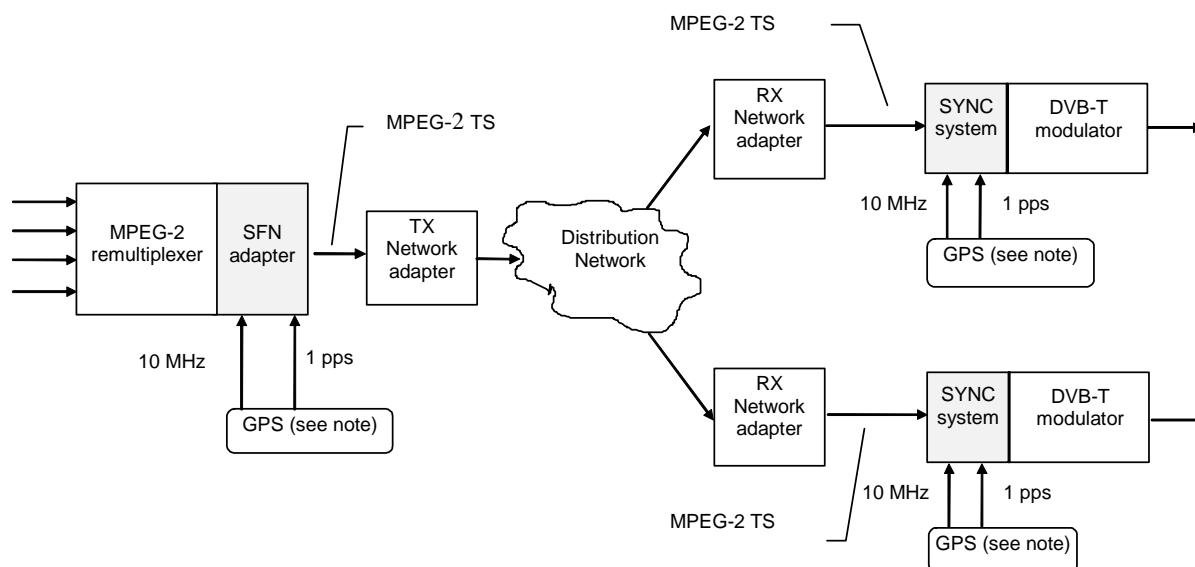 MPEG-2 TS
MPEG-2 TS
MPEG-2
remultiplexer
SFN
adapter
10 MHz
1 pps
GPS (see note)
TX
Network
adapter
Distribution
Network
RX
Network
adapter
SYNC
system
DVB-T
modulator
10 MHz
1 pps
GPS (see note)
RX
Network
adapter
MPEG-2 TS
SYNC
system
DVB-T
modulator
10 MHz
1 pps
GPS (see note)